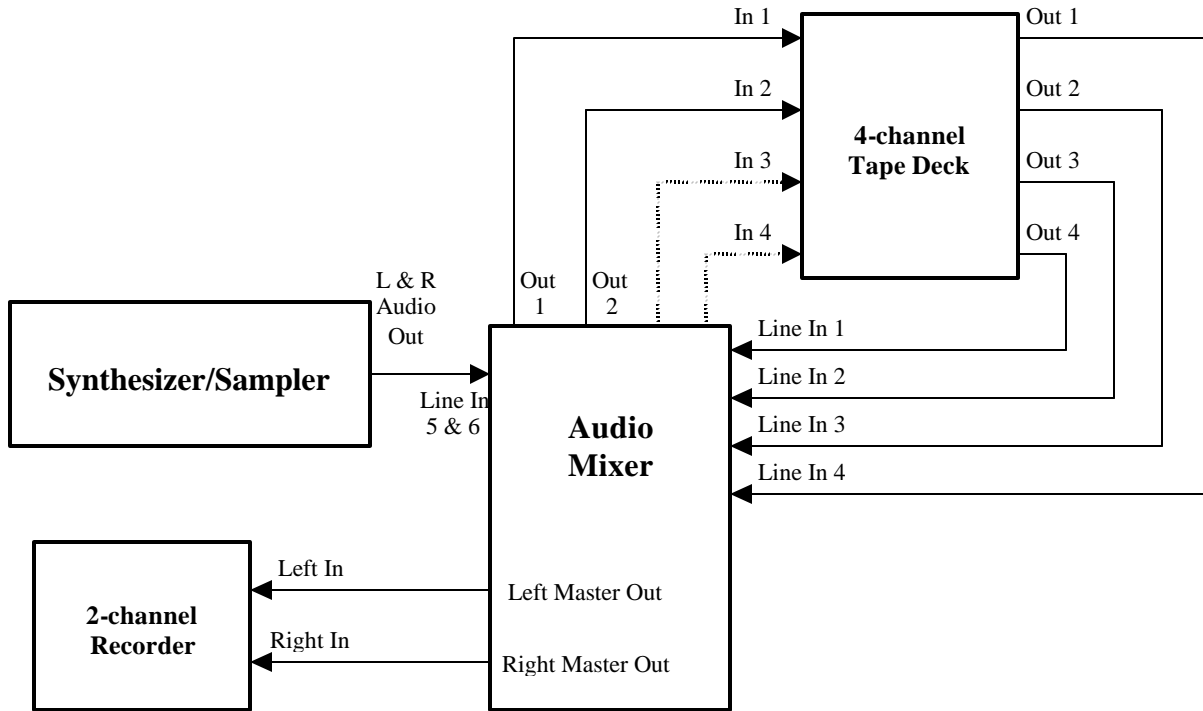 In 1
Out 1
In 2
Out 2
4-channel
Tape Deck
In 3
Out 3
In 4
Out 4
L & R
Audio
Out
Out
1
Out
2
Line In 1
Synthesizer/Sampler
Line In 2
Line In
5 & 6
Audio
Mixer
Line In 3
Line In 4
Left In
Left Master Out
2-channel
Recorder
Right In
Right Master Out